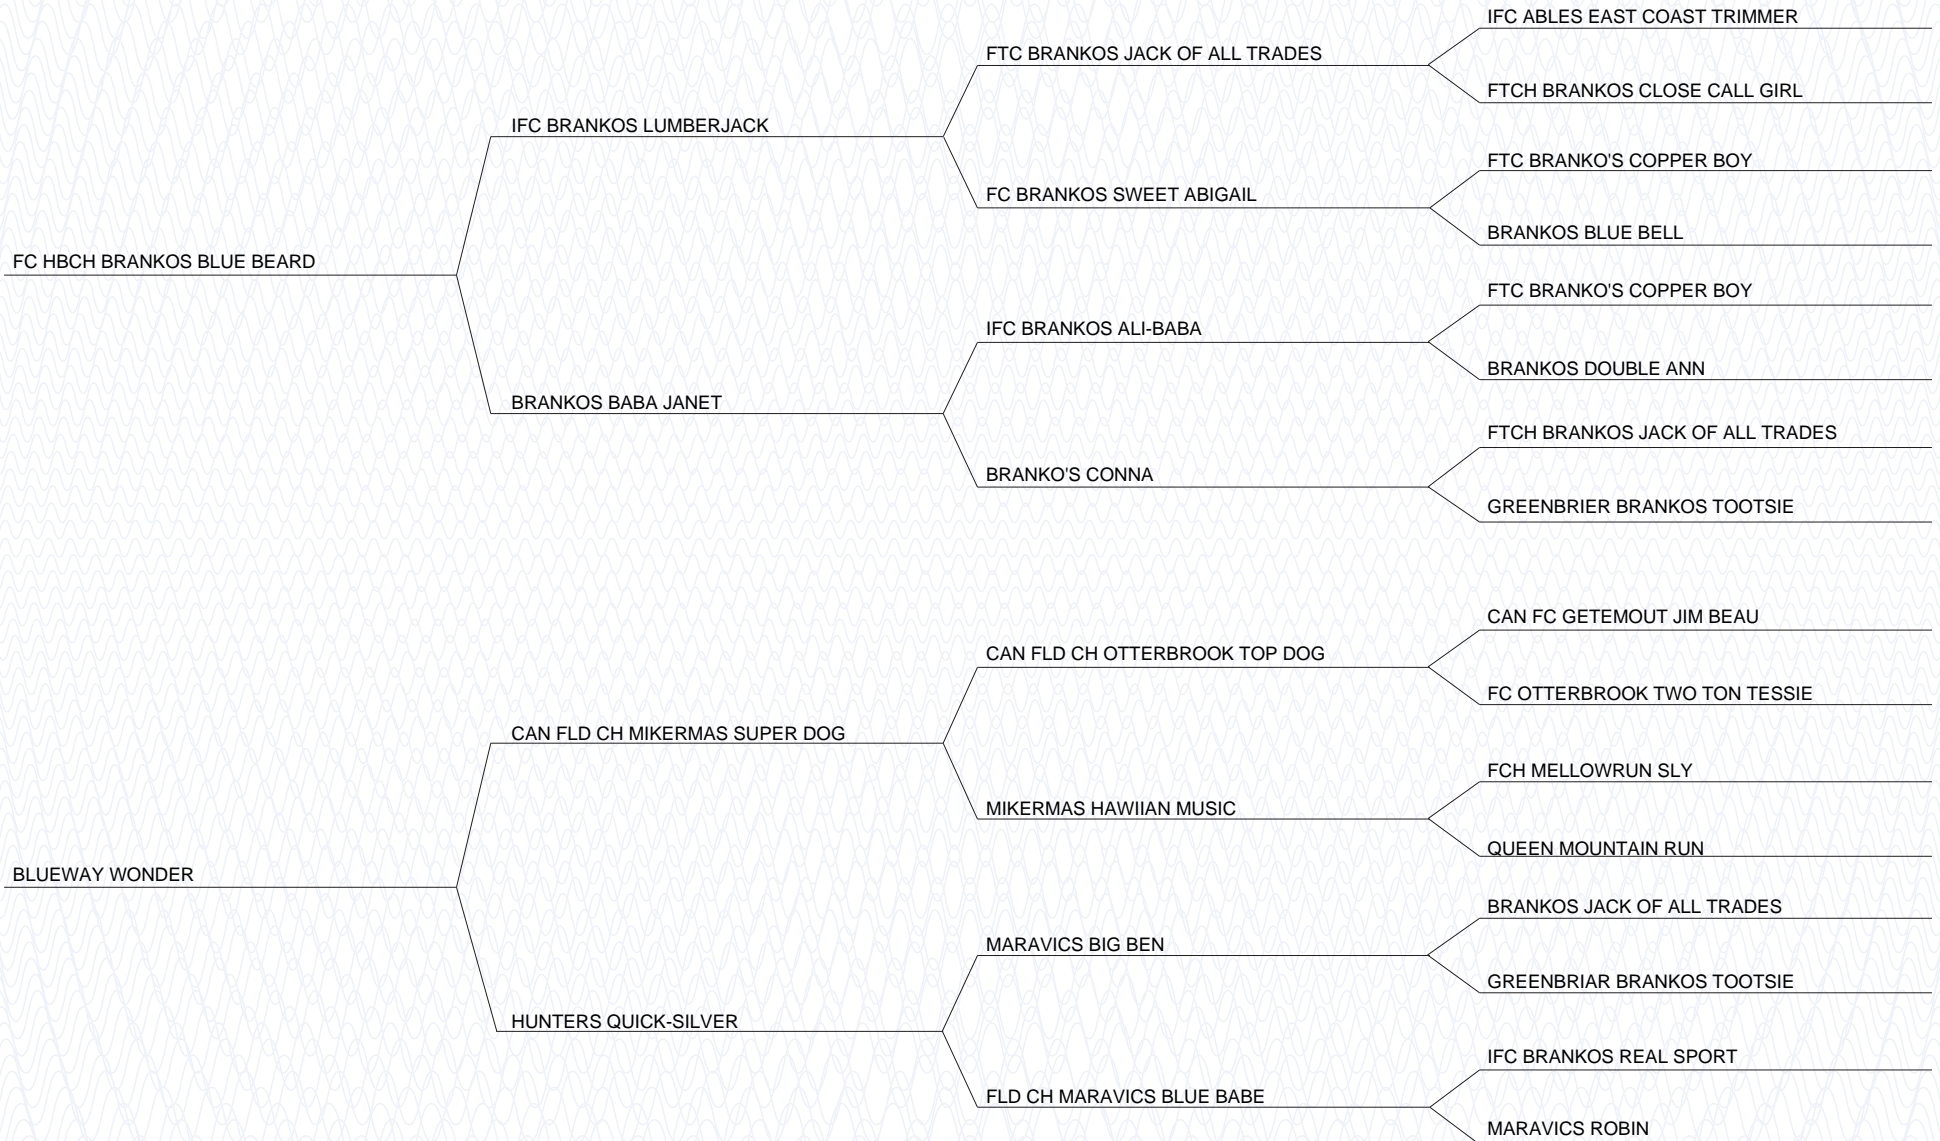 IFC ABLES EAST COAST TRIMMER
FTC BRANKOS JACK OF ALL TRADES
FTCH BRANKOS CLOSE CALL GIRL
IFC BRANKOS LUMBERJACK
FTC BRANKO'S COPPER BOY
FC BRANKOS SWEET ABIGAIL
BRANKOS BLUE BELL
FC HBCH BRANKOS BLUE BEARD
FTC BRANKO'S COPPER BOY
IFC BRANKOS ALI-BABA
BRANKOS DOUBLE ANN
BRANKOS BABA JANET
FTCH BRANKOS JACK OF ALL TRADES
BRANKO'S CONNA
GREENBRIER BRANKOS TOOTSIE
CAN FC GETEMOUT JIM BEAU
CAN FLD CH OTTERBROOK TOP DOG
FC OTTERBROOK TWO TON TESSIE
CAN FLD CH MIKERMAS SUPER DOG
FCH MELLOWRUN SLY
MIKERMAS HAWIIAN MUSIC
QUEEN MOUNTAIN RUN
BLUEWAY WONDER
BRANKOS JACK OF ALL TRADES
MARAVICS BIG BEN
GREENBRIAR BRANKOS TOOTSIE
HUNTERS QUICK-SILVER
IFC BRANKOS REAL SPORT
FLD CH MARAVICS BLUE BABE
MARAVICS ROBIN